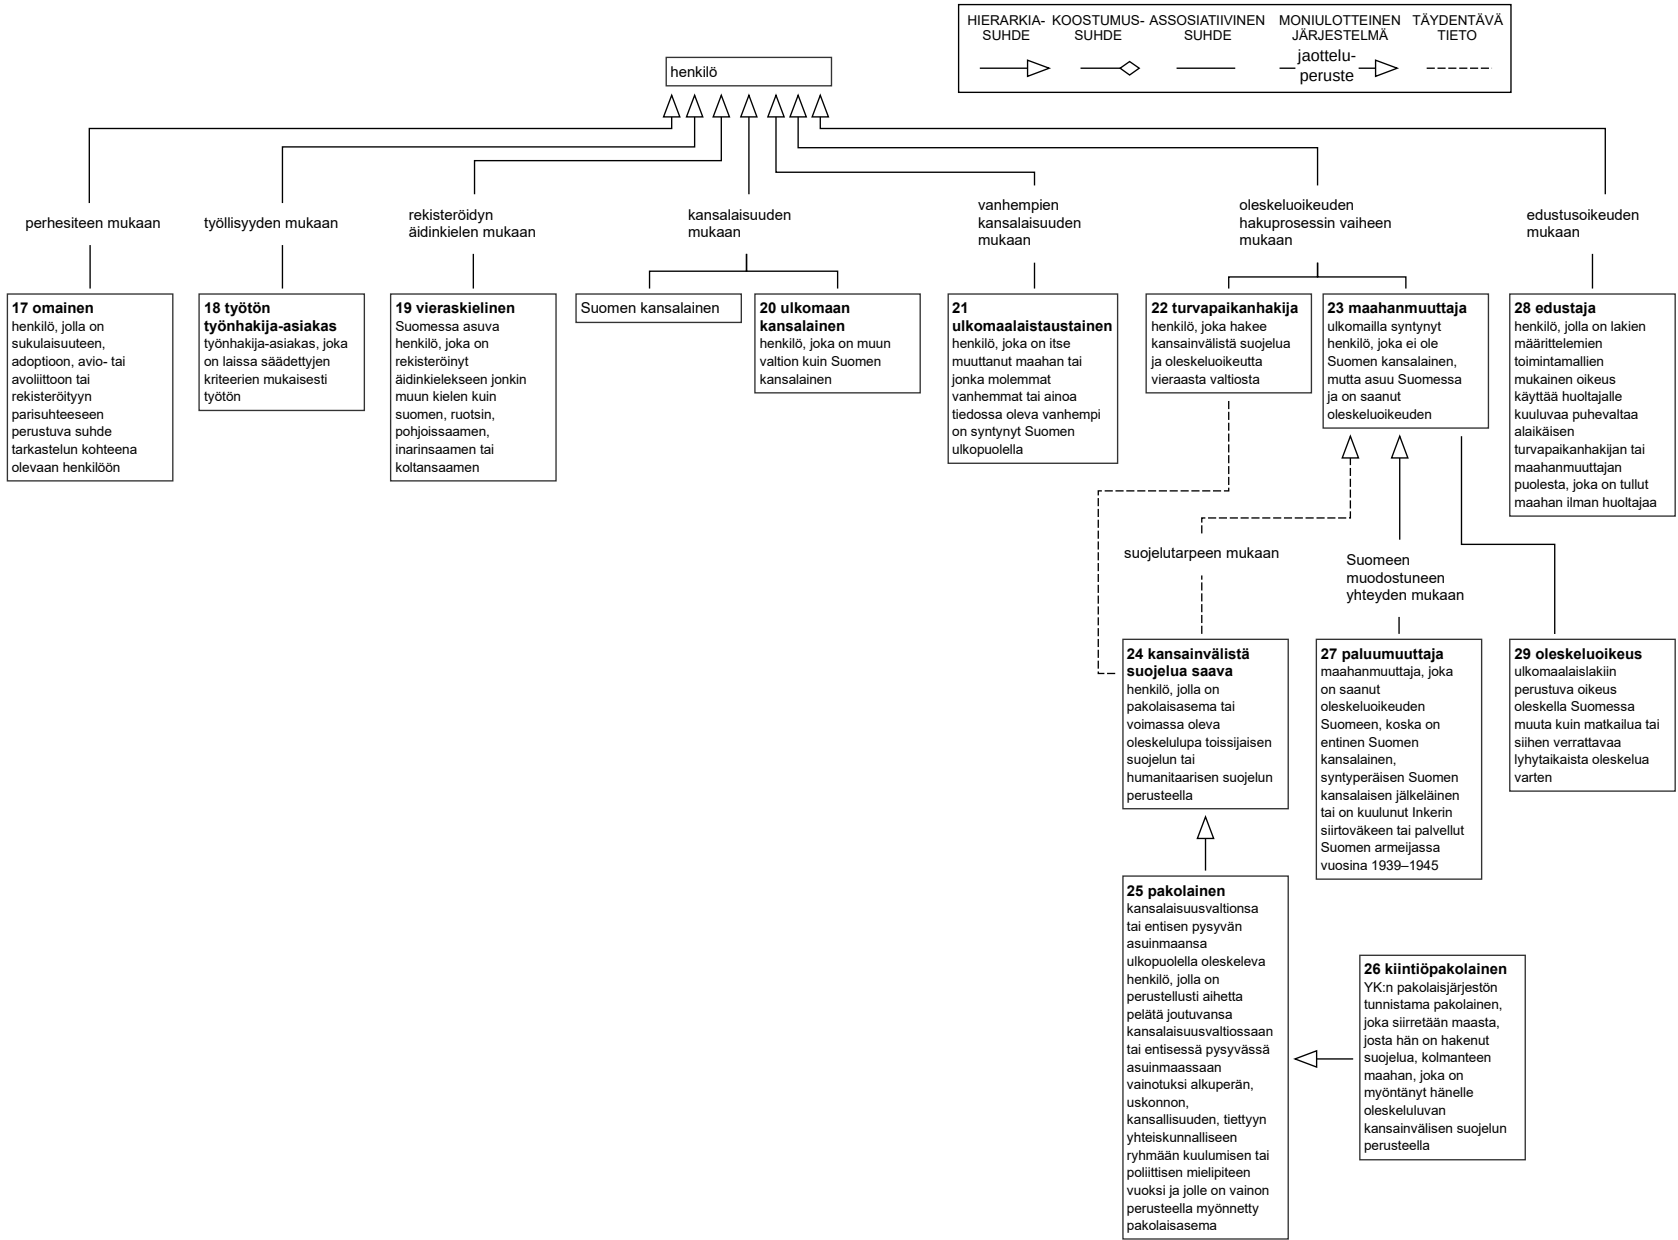 HIERARKIA-
SUHDE
KOOSTUMUS-
SUHDE
ASSOSIATIIVINEN
SUHDE
MONIULOTTEINEN
JÄRJESTELMÄ
jaottelu-
peruste
TÄYDENTÄVÄ
TIETO
henkilö
perhesiteen mukaan
työllisyyden mukaan
rekisteröidyn
äidinkielen mukaan
kansalaisuuden
mukaan
vanhempien
kansalaisuuden
mukaan
oleskeluoikeuden
hakuprosessin vaiheen
mukaan
edustusoikeuden
mukaan
17 omainen
henkilö, jolla on
sukulaisuuteen,
adoptioon, avio- tai
avoliittoon tai
rekisteröityyn
parisuhteeseen
perustuva suhde
tarkastelun kohteena
olevaan henkilöön
18 työtön
työnhakija-asiakas
työnhakija-asiakas, joka
on laissa säädettyjen
kriteerien mukaisesti
työtön
19 vieraskielinen
Suomessa asuva
henkilö, joka on
rekisteröinyt
äidinkielekseen jonkin
muun kielen kuin
suomen, ruotsin,
pohjoissaamen,
inarinsaamen tai
koltansaamen
Suomen kansalainen
20 ulkomaan
kansalainen
henkilö, joka on muun
valtion kuin Suomen
kansalainen
21
ulkomaalaistaustainen
henkilö, joka on itse
muuttanut maahan tai
jonka molemmat
vanhemmat tai ainoa
tiedossa oleva vanhempi
on syntynyt Suomen
ulkopuolella
22 turvapaikanhakija
henkilö, joka hakee
kansainvälistä suojelua
ja oleskeluoikeutta
vieraasta valtiosta
23 maahanmuuttaja
ulkomailla syntynyt
henkilö, joka ei ole
Suomen kansalainen,
mutta asuu Suomessa
ja on saanut
oleskeluoikeuden
28 edustaja
henkilö, jolla on lakien
määrittelemien
toimintamallien
mukainen oikeus
käyttää huoltajalle
kuuluvaa puhevaltaa
alaikäisen
turvapaikanhakijan tai
maahanmuuttajan
puolesta, joka on tullut
maahan ilman huoltajaa
suojelutarpeen mukaan
Suomeen
muodostuneen
yhteyden mukaan
24 kansainvälistä
suojelua saava
henkilö, jolla on
pakolaisasema tai
voimassa oleva
oleskelulupa toissijaisen
suojelun tai
humanitaarisen suojelun
perusteella
27 paluumuuttaja
maahanmuuttaja, joka
on saanut
oleskeluoikeuden
Suomeen, koska on
entinen Suomen
kansalainen,
syntyperäisen Suomen
kansalaisen jälkeläinen
tai on kuulunut Inkerin
siirtoväkeen tai palvellut
Suomen armeijassa
vuosina 1939–1945
29 oleskeluoikeus
ulkomaalaislakiin
perustuva oikeus
oleskella Suomessa
muuta kuin matkailua tai
siihen verrattavaa
lyhytaikaista oleskelua
varten
25 pakolainen
kansalaisuusvaltionsa
tai entisen pysyvän
asuinmaansa
ulkopuolella oleskeleva
henkilö, jolla on
perustellusti aihetta
pelätä joutuvansa
kansalaisuusvaltiossaan
tai entisessä pysyvässä
asuinmaassaan
vainotuksi alkuperän,
uskonnon,
kansallisuuden, tiettyyn
yhteiskunnalliseen
ryhmään kuulumisen tai
poliittisen mielipiteen
vuoksi ja jolle on vainon
perusteella myönnetty
pakolaisasema
26 kiintiöpakolainen
YK:n pakolaisjärjestön
tunnistama pakolainen,
joka siirretään maasta,
josta hän on hakenut
suojelua, kolmanteen
maahan, joka on
myöntänyt hänelle
oleskeluluvan
kansainvälisen suojelun
perusteella